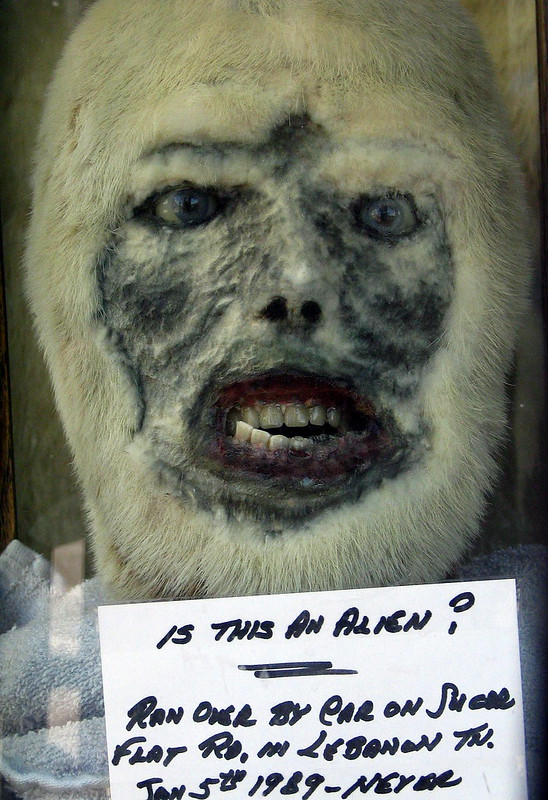 IS THIS AN ALIEN?
RAN OVER BY CAR ON SUGAR
FLAT RD. IN LEBANON TN.
JAN 5TH 1989 - NEVER